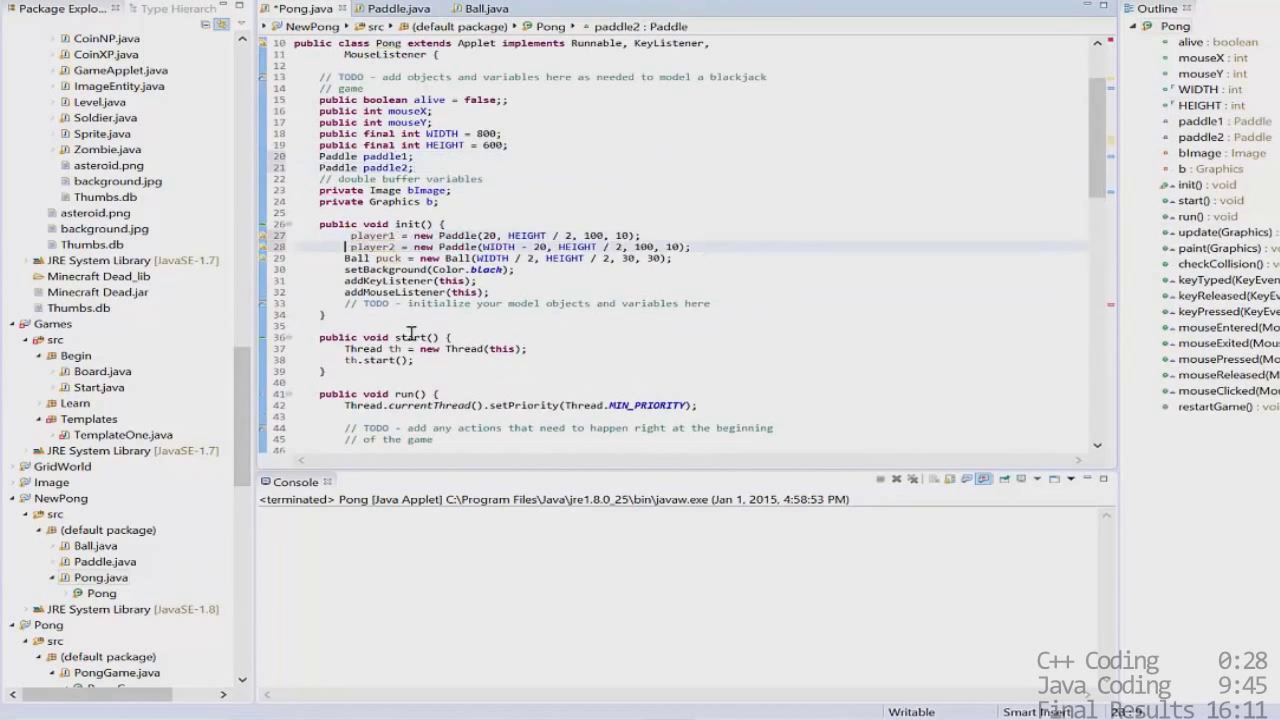 Package Explo...
Type Hierarch
*Pong.java
Paddle.java
Ball.java
Outline
CoinNP.java
CoinXP.java
GameApplet.java
ImageEntity.java
Level.java
Soldier.java
Sprite.java
Zombie.java
asteroid.png
background.jpg
Thumbs.db
asteroid.png
background.jpg
Thumbs.db
JRE System Library [JavaSE-1.7]
Minecraft Dead_lib
Minecraft Dead.jar
Thumbs.db
Games
src
Begin
Board.java
Start.java
Learn
Templates
TemplateOne.java
JRE System Library [JavaSE-1.7]
GridWorld
Image
NewPong
src
(default package)
Ball.java
Paddle.java
Pong.java
Pong
JRE System Library [JavaSE-1.8]
Pong
src
(default package)
PongGame.java
NewPong src (default package) Pong paddle2 : Paddle
10 public class Pong extends Applet implements Runnable, KeyListener,
11 MouseListener {
12
13 // TODO - add objects and variables here as needed to model a blackjack
14 // game
15 public boolean alive = false;;
16 public int mouseX;
17 public int mouseY;
18 public final int WIDTH = 800;
19 public final int HEIGHT = 600;
20 Paddle paddle1;
21 Paddle paddle2;
22 // double buffer variables
23 private Image bImage;
24 private Graphics b;
25
26 public void init() {
27 player1 = new Paddle(20, HEIGHT / 2, 100, 10);
28 player2 = new Paddle(WIDTH - 20, HEIGHT / 2, 100, 10);
29 Ball puck = new Ball(WIDTH / 2, HEIGHT / 2, 30, 30);
30 setBackground(Color.black);
31 addKeyListener(this);
32 addMouseListener(this);
33 // TODO - initialize your model objects and variables here
34 }
35
36 public void start() {
37 Thread th = new Thread(this);
38 th.start();
39 }
40
41 public void run() {
42 Thread.currentThread().setPriority(Thread.MIN_PRIORITY);
43
44 // TODO - add any actions that need to happen right at the beginning
45 // of the game
46
Console
<terminated> Pong [Java Applet] C:\Program Files\Java\jre1.8.0_25\bin\javaw.exe (Jan 1, 2015, 4:58:53 PM)
Pong
alive : boolean
mouseX : int
mouseY : int
WIDTH : int
HEIGHT : int
paddle1 : Paddle
paddle2 : Paddle
bImage : Image
b : Graphics
init() : void
start() : void
run() : void
update(Graphics)
paint(Graphics) :
checkCollision() :
keyTyped(KeyEve
keyReleased(KeyE
keyPressed(KeyEv
mouseEntered(Mo
mouseExited(Mou
mousePressed(Mo
mouseReleased(M
mouseClicked(Mou
restartGame() : vo
C++ Coding 0:28
Java Coding 9:45
Final Results 16:11
Writable
Smart Insert